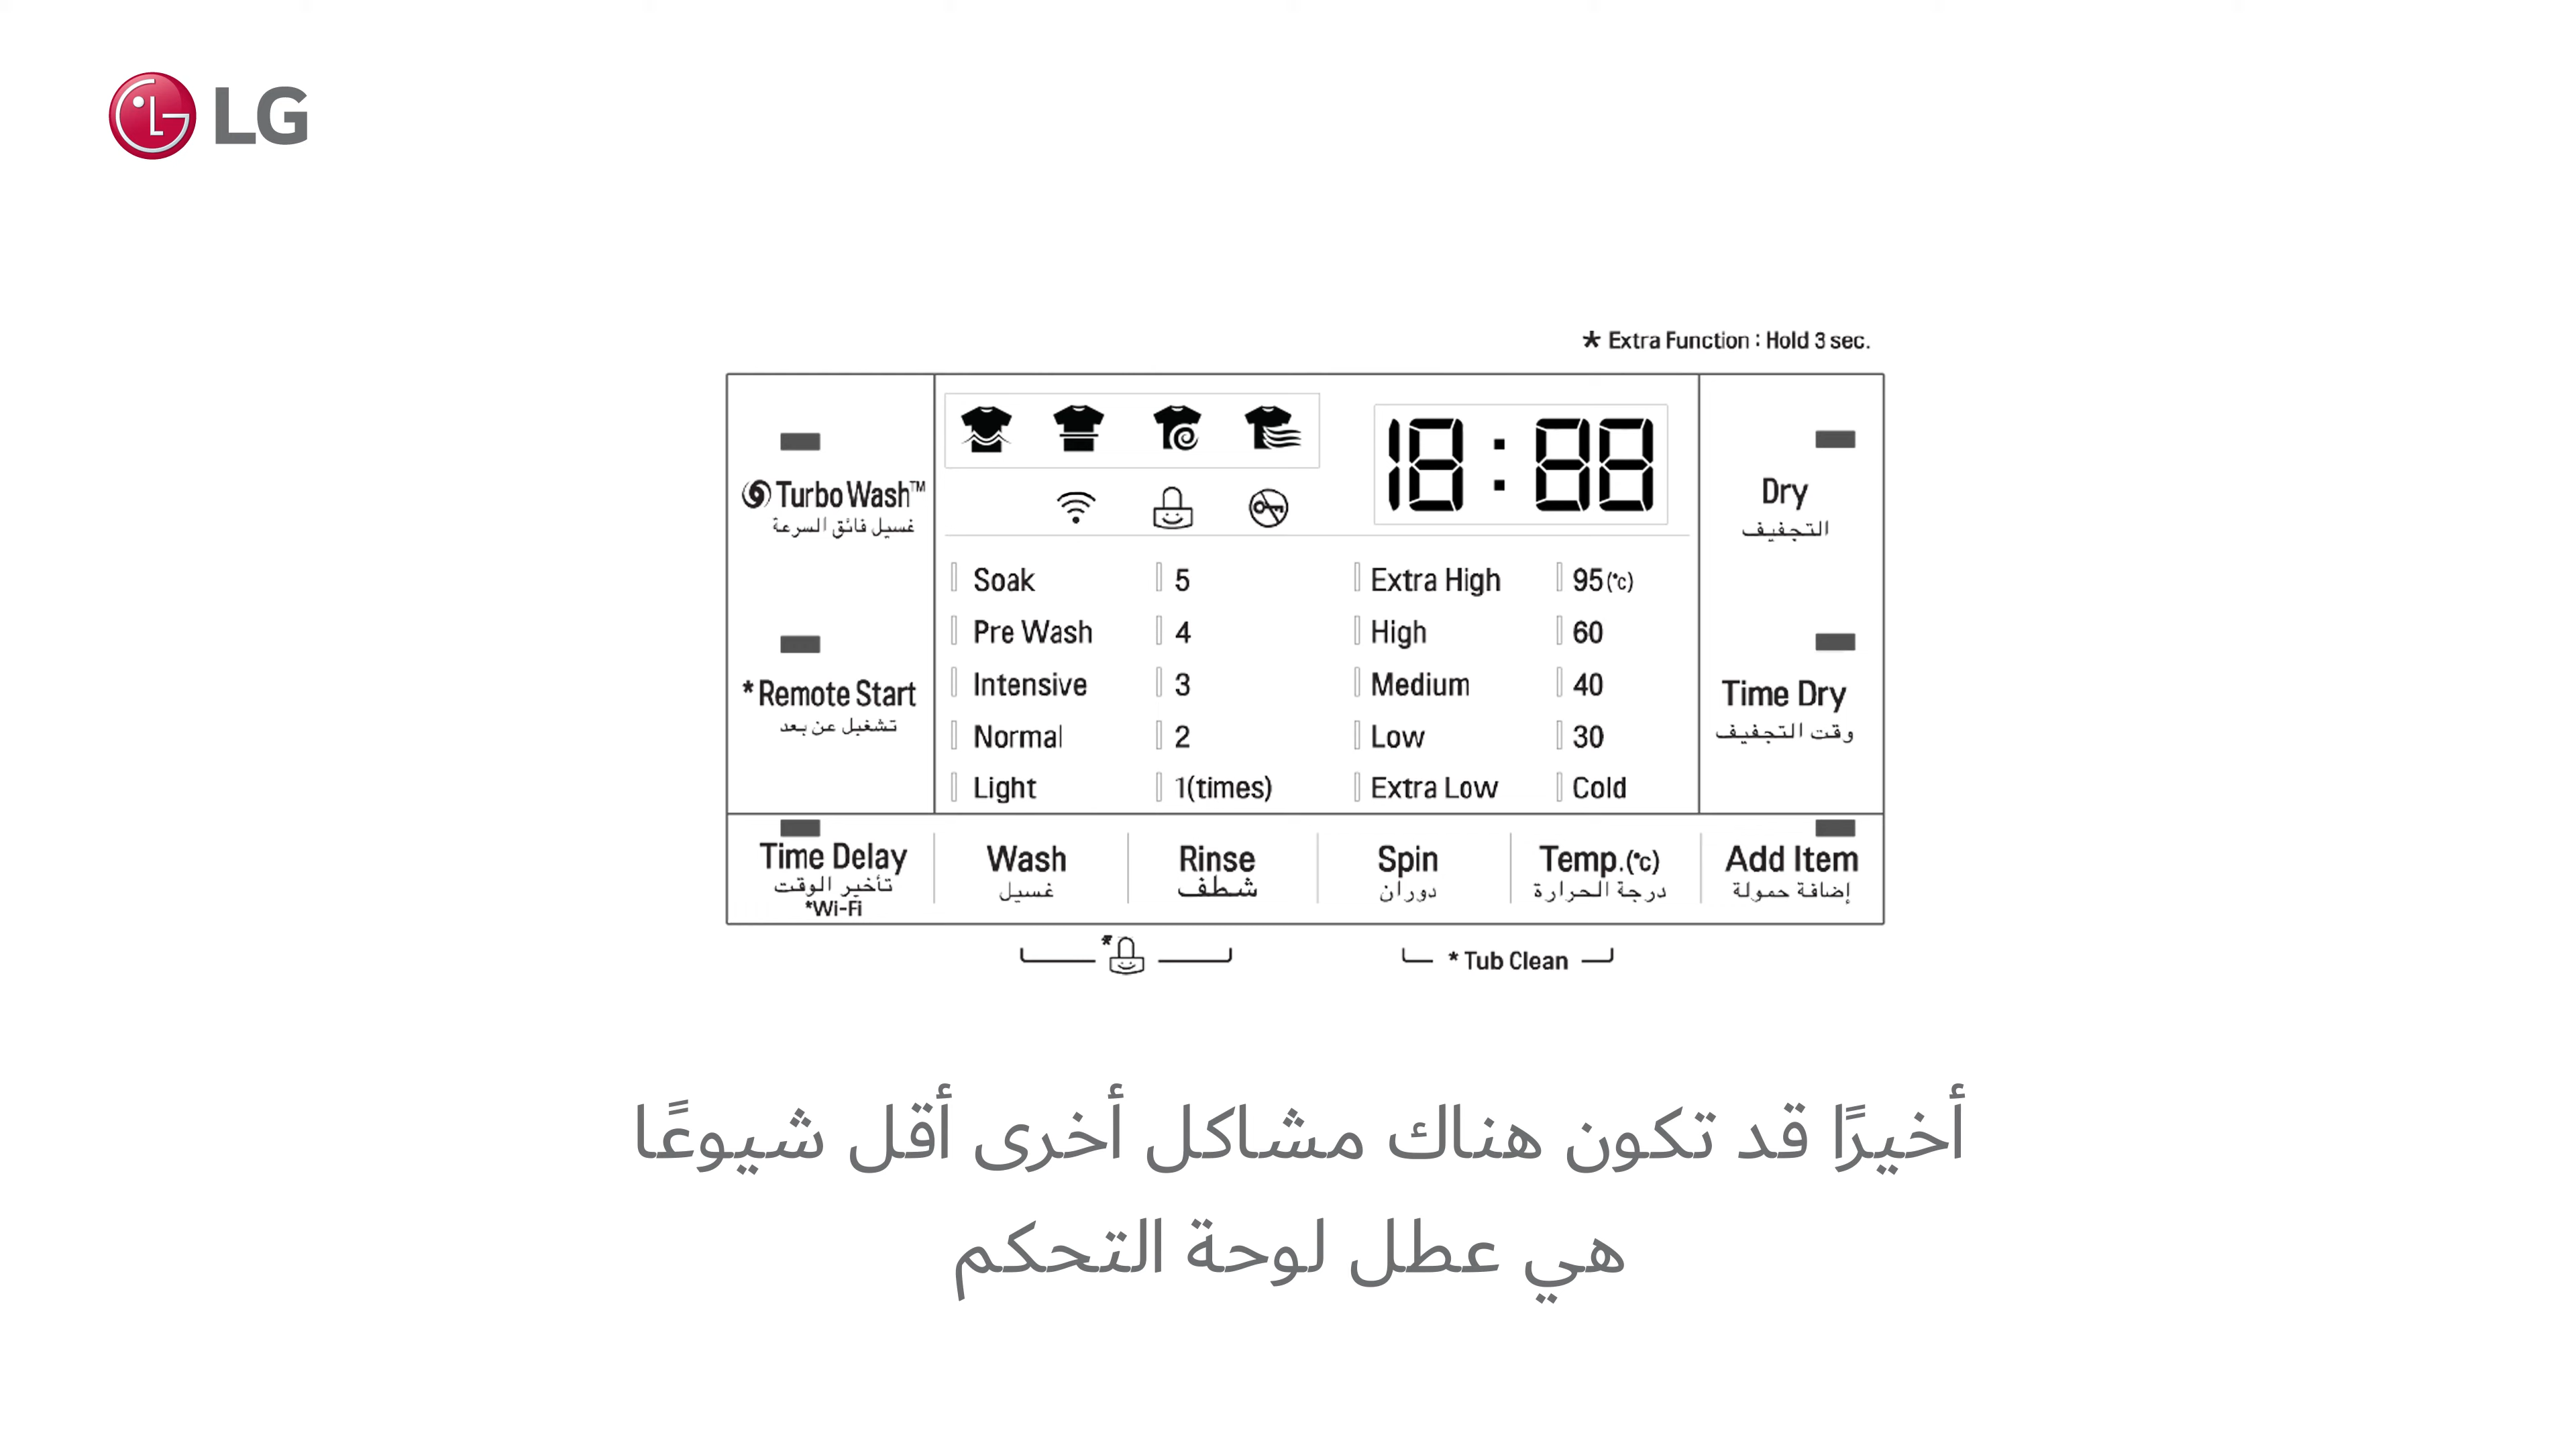 LG
* Extra Function : Hold 3 sec.
Turbo Wash™
غسيل فائق السرعة
* Remote Start
تشغيل عن بعد
18:88
Dry
التجفيف
Time Dry
وقت التجفيف
Soak 5 Extra High 95(°c)
Pre Wash 4 High 60
Intensive 3 Medium 40
Normal 2 Low 30
Light 1(times) Extra Low Cold
Time Delay
تأخير الوقت
*Wi-Fi
Wash
غسيل
Rinse
شطف
Spin
دوران
Temp.(°c)
درجة الحرارة
Add Item
إضافة حمولة
*
* Tub Clean
أخيرًا قد تكون هناك مشاكل أخرى أقل شيوعًا
هي عطل لوحة التحكم